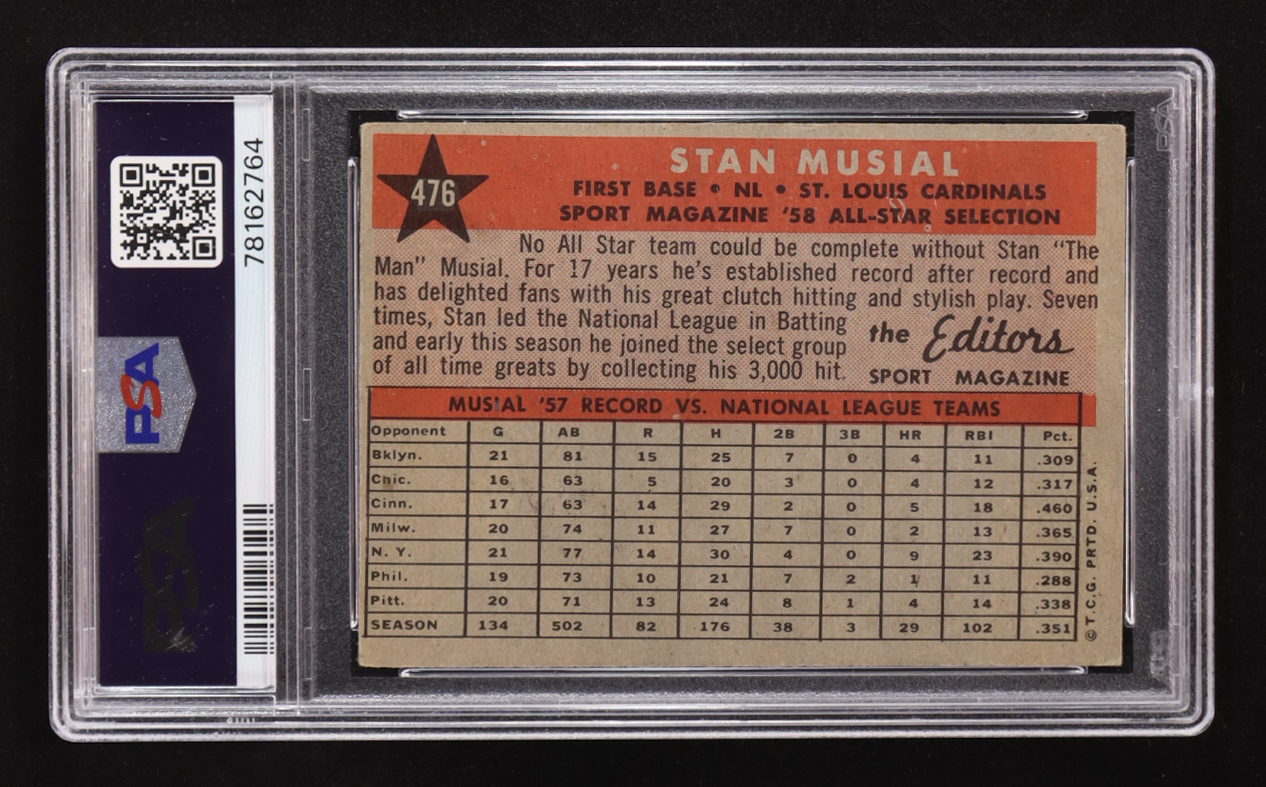 78162764
PSA
PSA
476
STAN MUSIAL
FIRST BASE • NL • ST. LOUIS CARDINALS
SPORT MAGAZINE '58 ALL-STAR SELECTION
No All Star team could be complete without Stan "The
Man" Musial. For 17 years he's established record after record and
has delighted fans with his great clutch hitting and stylish play. Seven
times, Stan led the National League in Batting
and early this season he joined the select group
of all time greats by collecting his 3,000 hit.
the Editors
SPORT MAGAZINE
MUSIAL '57 RECORD VS. NATIONAL LEAGUE TEAMS
Opponent G AB R H 2B 3B HR RBI Pct.
Bklyn. 21 81 15 25 7 0 4 11 .309
Chic. 16 63 5 20 3 0 4 12 .317
Cinn. 17 63 14 29 2 0 5 18 .460
Milw. 20 74 11 27 7 0 2 13 .365
N. Y. 21 77 14 30 4 0 9 23 .390
Phil. 19 73 10 21 7 2 1 11 .288
Pitt. 20 71 13 24 8 1 4 14 .338
SEASON 134 502 82 176 38 3 29 102 .351
© T.C.G. PRTD. U.S.A.
PSA